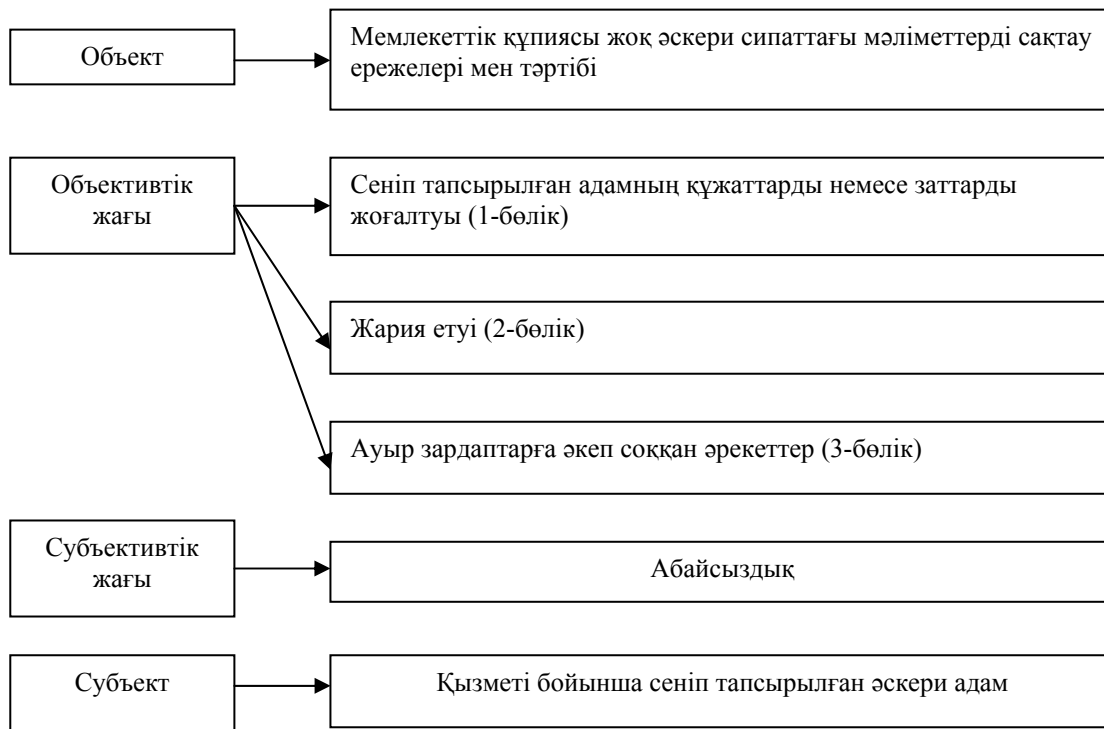 Объект
Мемлекеттік құпиясы жоқ әскери сипаттағы мәліметтерді сақтау
ережелері мен тәртібі
Объективтік
жағы
Сеніп тапсырылған адамның құжаттарды немесе заттарды
жоғалтуы (1-бөлік)
Жария етуі (2-бөлік)
Ауыр зардаптарға әкеп соққан әрекеттер (3-бөлік)
Субъективтік
жағы
Абайсыздық
Субъект
Қызметі бойынша сеніп тапсырылған әскери адам